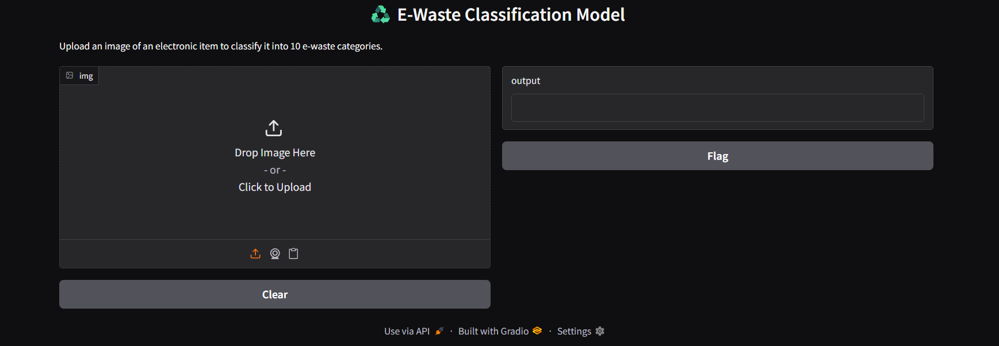 E-Waste Classification Model
Upload an image of an electronic item to classify it into 10 e-waste categories.
img
Drop Image Here
- or -
Click to Upload
Clear
output
Flag
Use via API · Built with Gradio · Settings